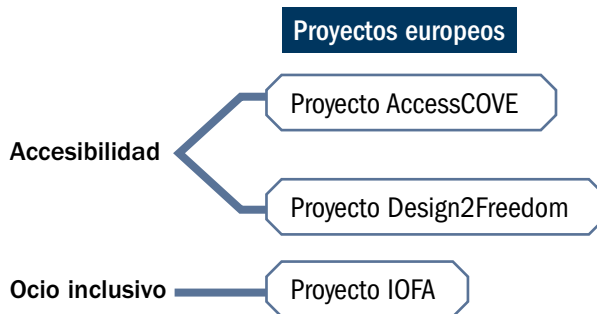 Proyectos europeos
Proyecto AccessCOVE
Accesibilidad
Proyecto Design2Freedom
Ocio inclusivo
Proyecto IOFA